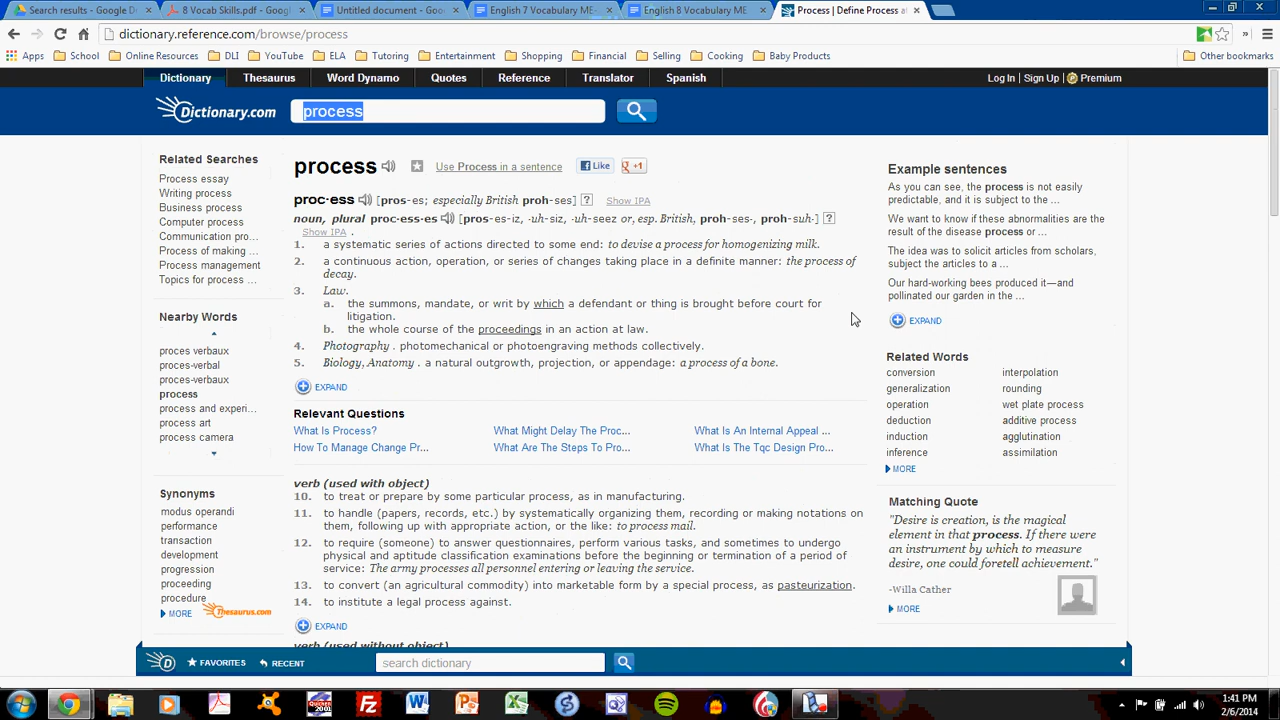 Search results - Google D
8 Vocab Skills.pdf - Googl
Untitled document - Goo
English 7 Vocabulary ME-
English 8 Vocabulary ME
Process | Define Process at
dictionary.reference.com/browse/process
Apps School Online Resources DLI YouTube ELA Tutoring Entertainment Shopping Financial Selling Cooking Baby Products Other bookmarks
Dictionary Thesaurus Word Dynamo Quotes Reference Translator Spanish Log In | Sign Up | Premium
Dictionary.com process
Related Searches
Process essay
Writing process
Business process
Computer process
Communication pro...
Process of making ...
Process management
Topics for process ...
Nearby Words
proces verbaux
proces-verbal
proces-verbaux
process
process and experi...
process art
process camera
Synonyms
modus operandi
performance
transaction
development
progression
proceeding
procedure
MORE Thesaurus.com
process Use Process in a sentence Like +1
proc·ess [pros-es; especially British proh-ses] ? Show IPA
noun, plural proc·ess·es [pros-es-iz, -uh-siz, -uh-seez or, esp. British, proh-ses-, proh-suh-] ?
Show IPA .
1. a systematic series of actions directed to some end: to devise a process for homogenizing milk.
2. a continuous action, operation, or series of changes taking place in a definite manner: the process of
decay.
3. Law.
a. the summons, mandate, or writ by which a defendant or thing is brought before court for
litigation.
b. the whole course of the proceedings in an action at law.
4. Photography . photomechanical or photoengraving methods collectively.
5. Biology, Anatomy . a natural outgrowth, projection, or appendage: a process of a bone.
EXPAND
Relevant Questions
What Is Process? What Might Delay The Proc... What Is An Internal Appeal ...
How To Manage Change Pr... What Are The Steps To Pro... What Is The Tqc Design Pro...
verb (used with object)
10. to treat or prepare by some particular process, as in manufacturing.
11. to handle (papers, records, etc.) by systematically organizing them, recording or making notations on
them, following up with appropriate action, or the like: to process mail.
12. to require (someone) to answer questionnaires, perform various tasks, and sometimes to undergo
physical and aptitude classification examinations before the beginning or termination of a period of
service: The army processes all personnel entering or leaving the service.
13. to convert (an agricultural commodity) into marketable form by a special process, as pasteurization.
14. to institute a legal process against.
EXPAND
verb (used without object)
Example sentences
As you can see, the process is not easily
predictable, and it is subject to the ...
We want to know if these abnormalities are the
result of the disease process or ...
The idea was to solicit articles from scholars,
subject the articles to a ...
Our hard-working bees produced it—and
pollinated our garden in the ...
EXPAND
Related Words
conversion interpolation
generalization rounding
operation wet plate process
deduction additive process
induction agglutination
inference assimilation
MORE
Matching Quote
"Desire is creation, is the magical
element in that process. If there were
an instrument by which to measure
desire, one could foretell achievement."
-Willa Cather
MORE
FAVORITES RECENT search dictionary
1:41 PM
2/6/2014